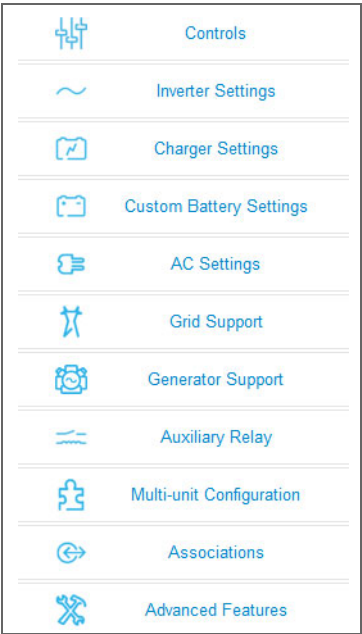 Controls
Inverter Settings
Charger Settings
Custom Battery Settings
AC Settings
Grid Support
Generator Support
Auxiliary Relay
Multi-unit Configuration
Associations
Advanced Features